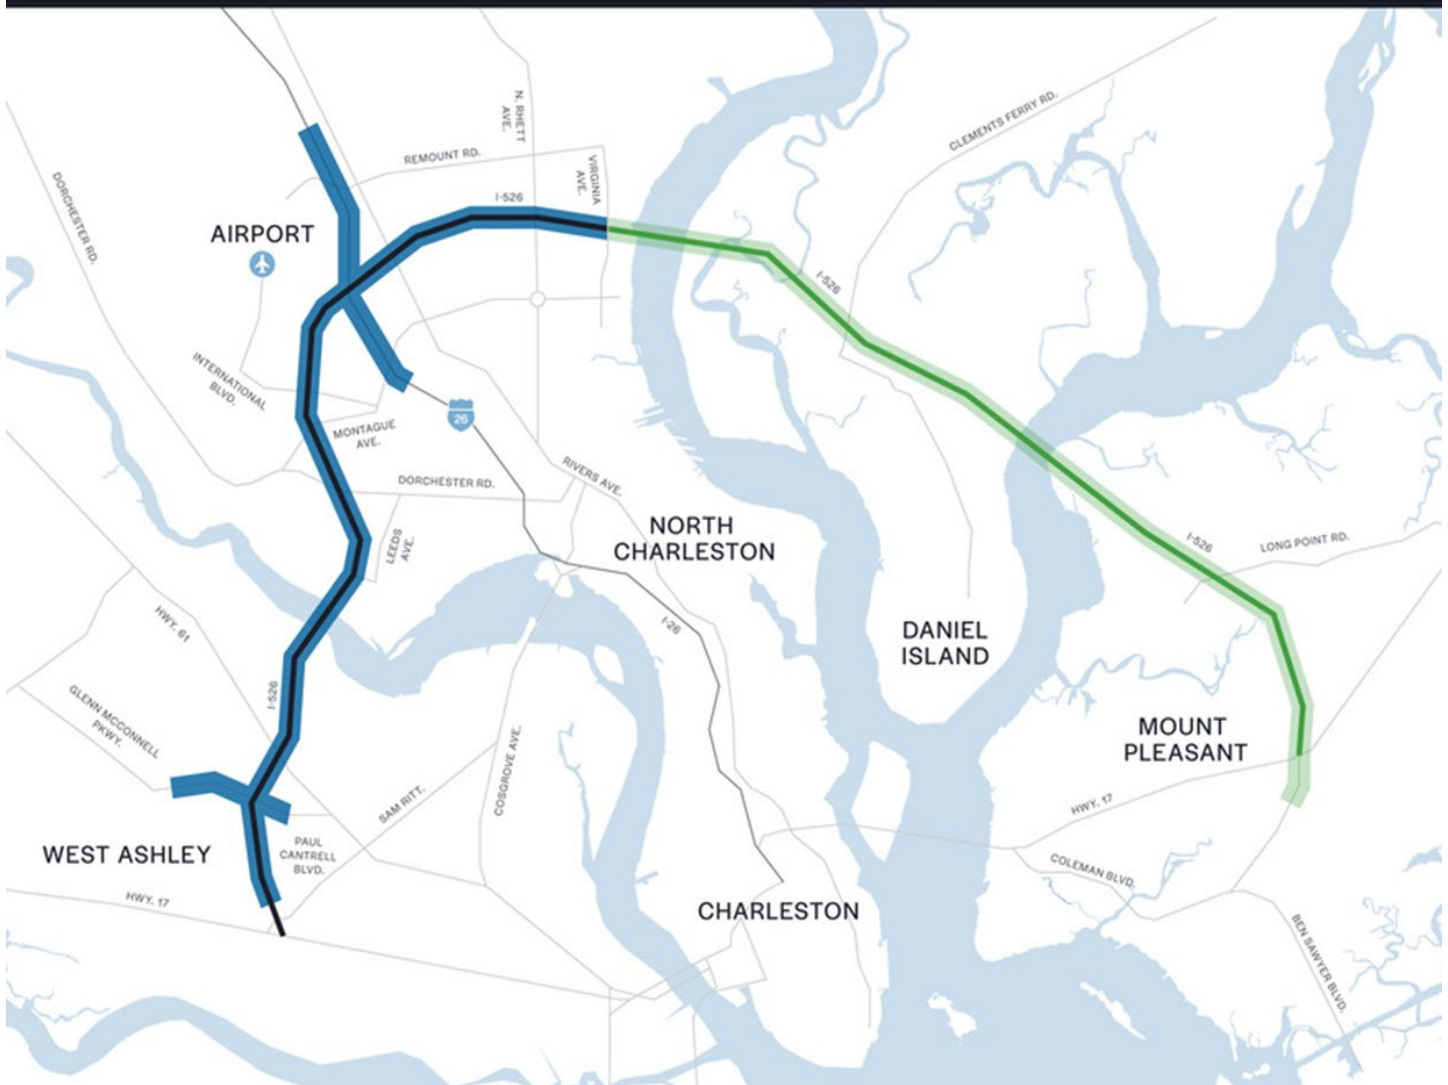 N. RHETT
AVE.
CLEMENTS FERRY RD.
REMOUNT RD.
VIRGINIA
AVE.
DORCHESTER RD.
I-526
AIRPORT
I-526
INTERNATIONAL
BLVD.
26
MONTAGUE
AVE.
RIVERS AVE.
DORCHESTER RD.
NORTH
CHARLESTON
LEEDS
AVE.
I-526
LONG POINT RD.
HWY. 61
I-26
DANIEL
ISLAND
I-526
GLENN MCCONNELL
PKWY.
MOUNT
PLEASANT
COSGROVE AVE.
SAM RITT.
HWY. 17
WEST ASHLEY
PAUL
CANTRELL
BLVD.
COLEMAN BLVD.
HWY. 17
CHARLESTON
BEN SAWYER BLVD.